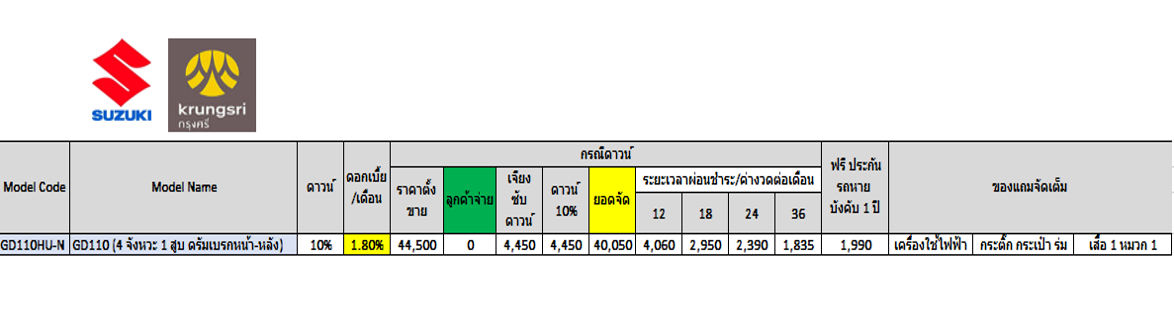 SUZUKI
krungsri
กรุงศรี
Model Code
Model Name
ดาวน์
ดอกเบี้ย
/เดือน
กรณีดาวน์
ราคาตั้ง
ขาย
ลูกค้าจ่าย
เจียง
ซับ
ดาวน์
ดาวน์
10%
ยอดจัด
ระยะเวลาผ่อนชำระ/ค่างวดต่อเดือน
12 18 24 36
ฟรี ประกัน
รถหาย
บังคับ 1 ปี
ของแถมจัดเต็ม
GD110HU-N GD110 (4 จังหวะ 1 สูบ ดรัมเบรกหน้า-หลัง) 10% 1.80% 44,500 0 4,450 4,450 40,050 4,060 2,950 2,390 1,835 1,990 เครื่องใช้ไฟฟ้า กระติ๊ก กระเป๋า ร่ม เสื้อ 1 หมวก 1